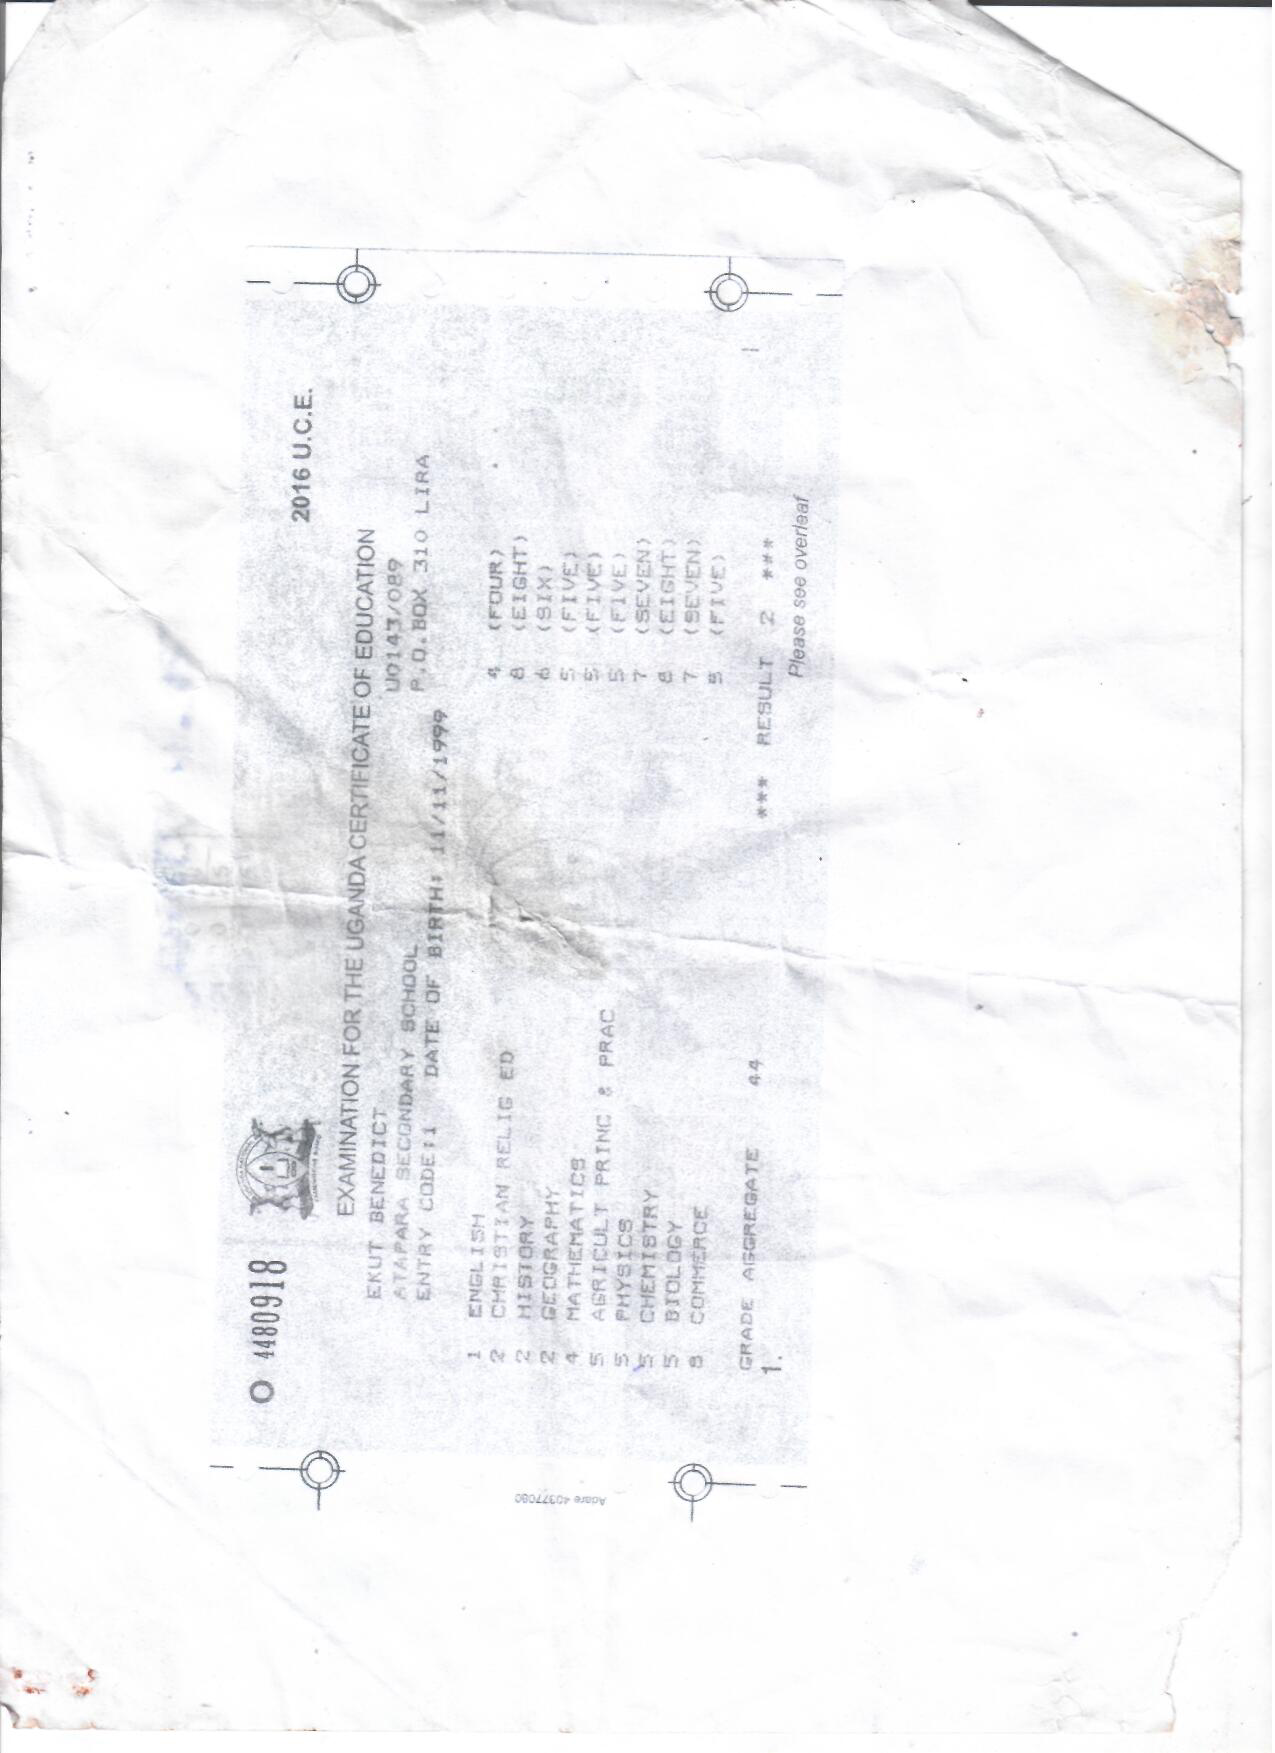 O 4480918
2016 U.C.E.
EXAMINATION FOR THE UGANDA CERTIFICATE OF EDUCATION
EKUT BENEDICT U0143/089
ATAPARA SECONDARY SCHOOL P.O.BOX 310 LIRA
ENTRY CODE:1 DATE OF BIRTH: 11/11/1999
1 ENGLISH 4 (FOUR)
2 CHRISTIAN RELIG ED 8 (EIGHT)
2 HISTORY 6 (SIX)
2 GEOGRAPHY 5 (FIVE)
4 MATHEMATICS 5 (FIVE)
5 AGRICULT PRINC & PRAC 5 (FIVE)
5 PHYSICS 7 (SEVEN)
5 CHEMISTRY 8 (EIGHT)
5 BIOLOGY 7 (SEVEN)
8 COMMERCE 5 (FIVE)
GRADE AGGREGATE 44
1. *** RESULT 2 ***
Please see overleaf
Adare 40377080